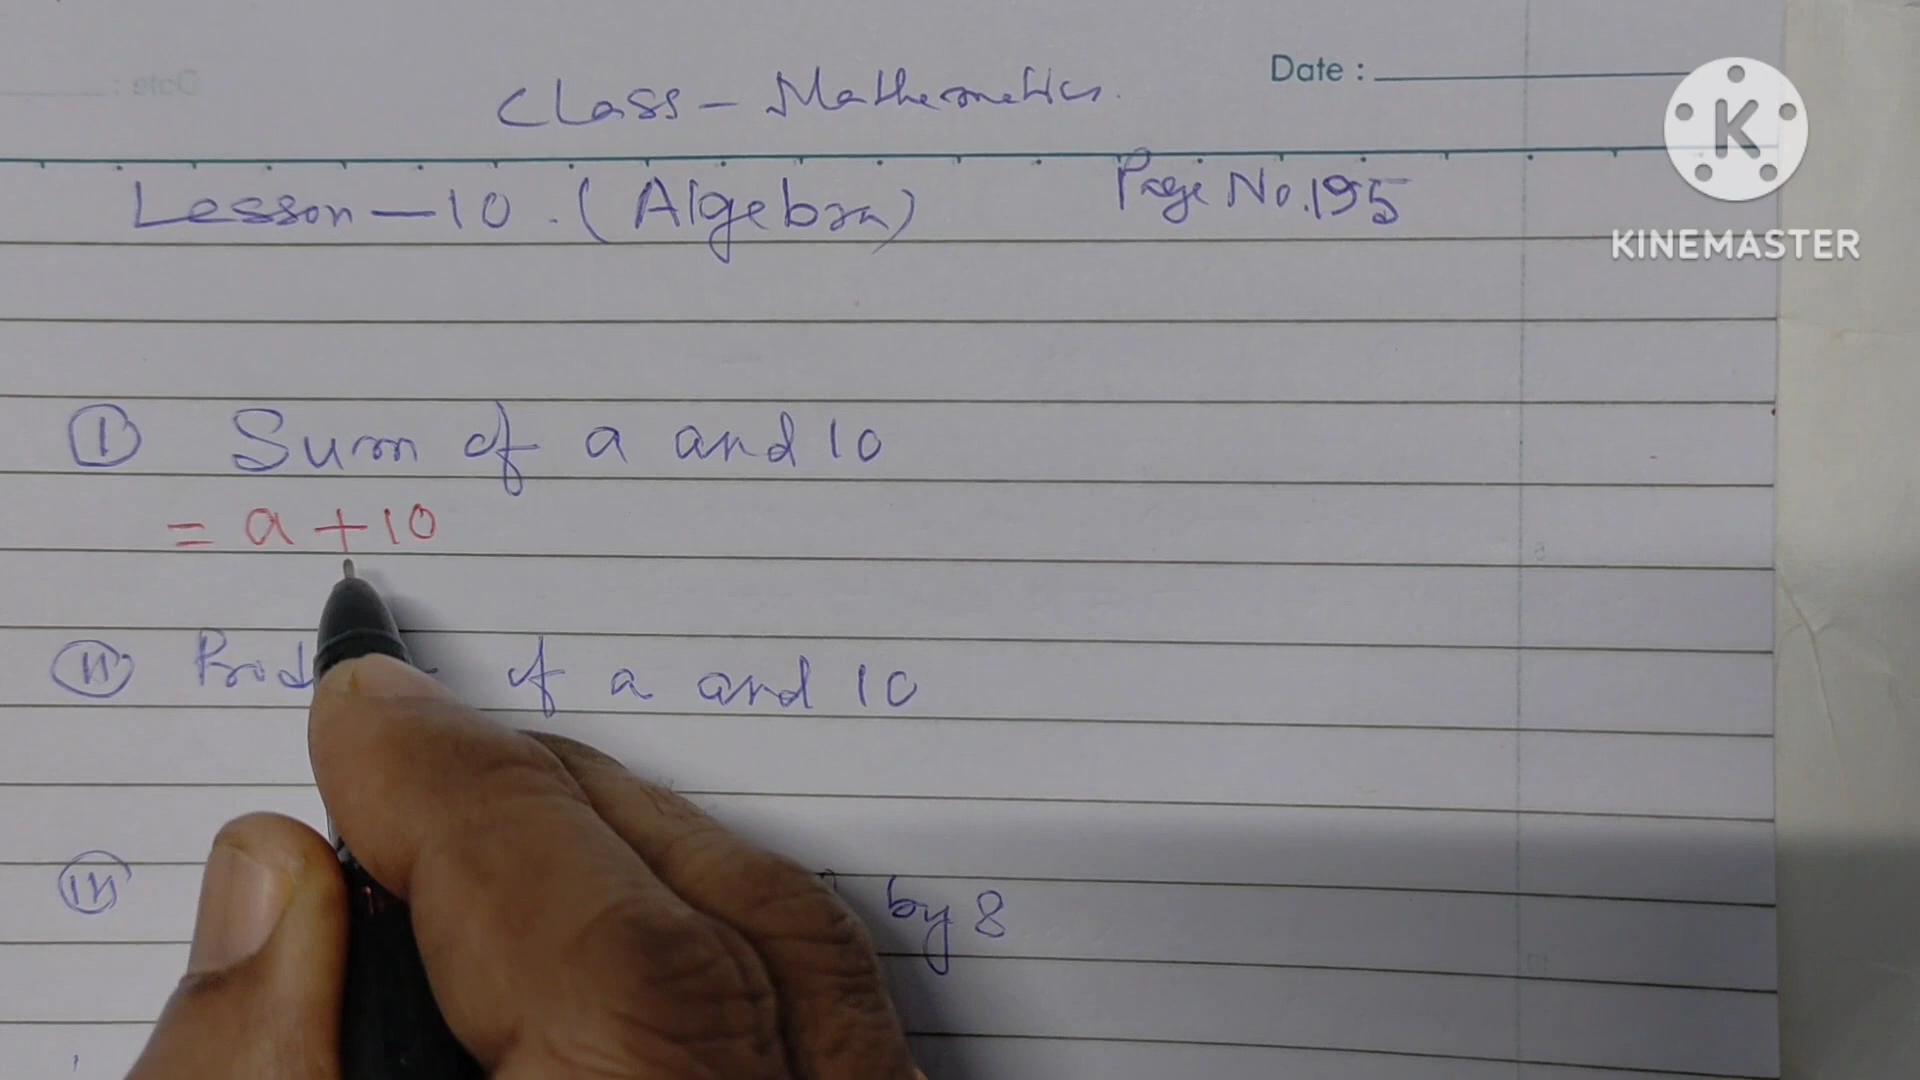 Date :
Class - Mathematics.
KINEMASTER
Lesson - 10 . (Algebra) Page No. 195
(I) Sum of a and 10
= a + 10
(II) of a and 10
(III) by 8